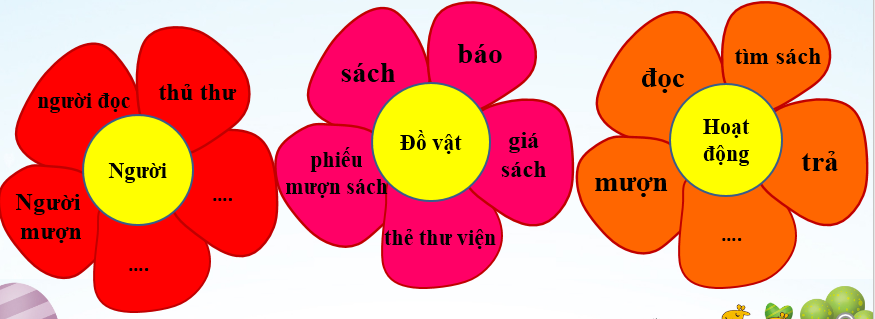 người đọc
thủ thư
Người
Người
mượn
....
....
sách
báo
Đồ vật
phiếu
mượn sách
giá
sách
thẻ thư viện
đọc
tìm sách
Hoạt
động
mượn
trả
....